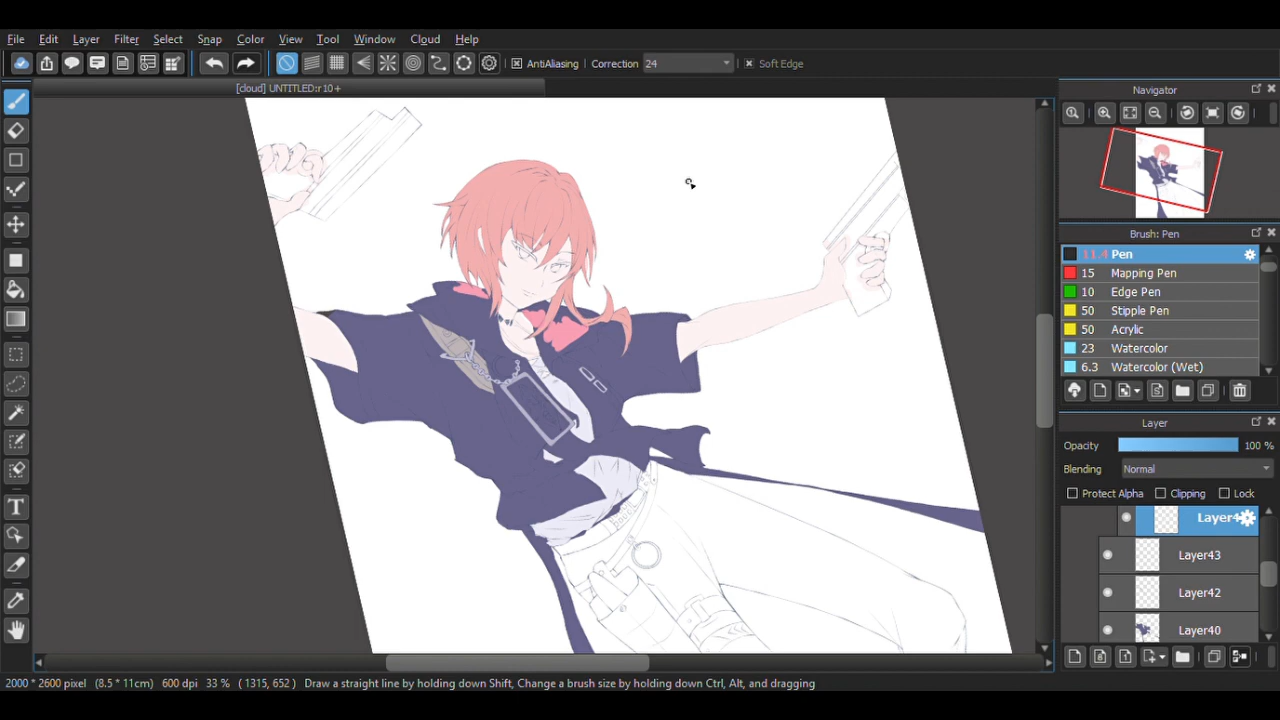 File Edit Layer Filter Select Snap Color View Tool Window Cloud Help
AntiAliasing Correction 24 Soft Edge
[cloud] UNTITLED:r10+
Navigator
Brush: Pen
11.4 Pen
15 Mapping Pen
10 Edge Pen
50 Stipple Pen
50 Acrylic
23 Watercolor
6.3 Watercolor (Wet)
Layer
Opacity 100 %
Blending Normal
Protect Alpha Clipping Lock
Layer43
Layer42
Layer40
2000 * 2600 pixel (8.5 * 11cm) 600 dpi 33 % ( 1315, 652 ) Draw a straight line by holding down Shift, Change a brush size by holding down Ctrl, Alt, and dragging